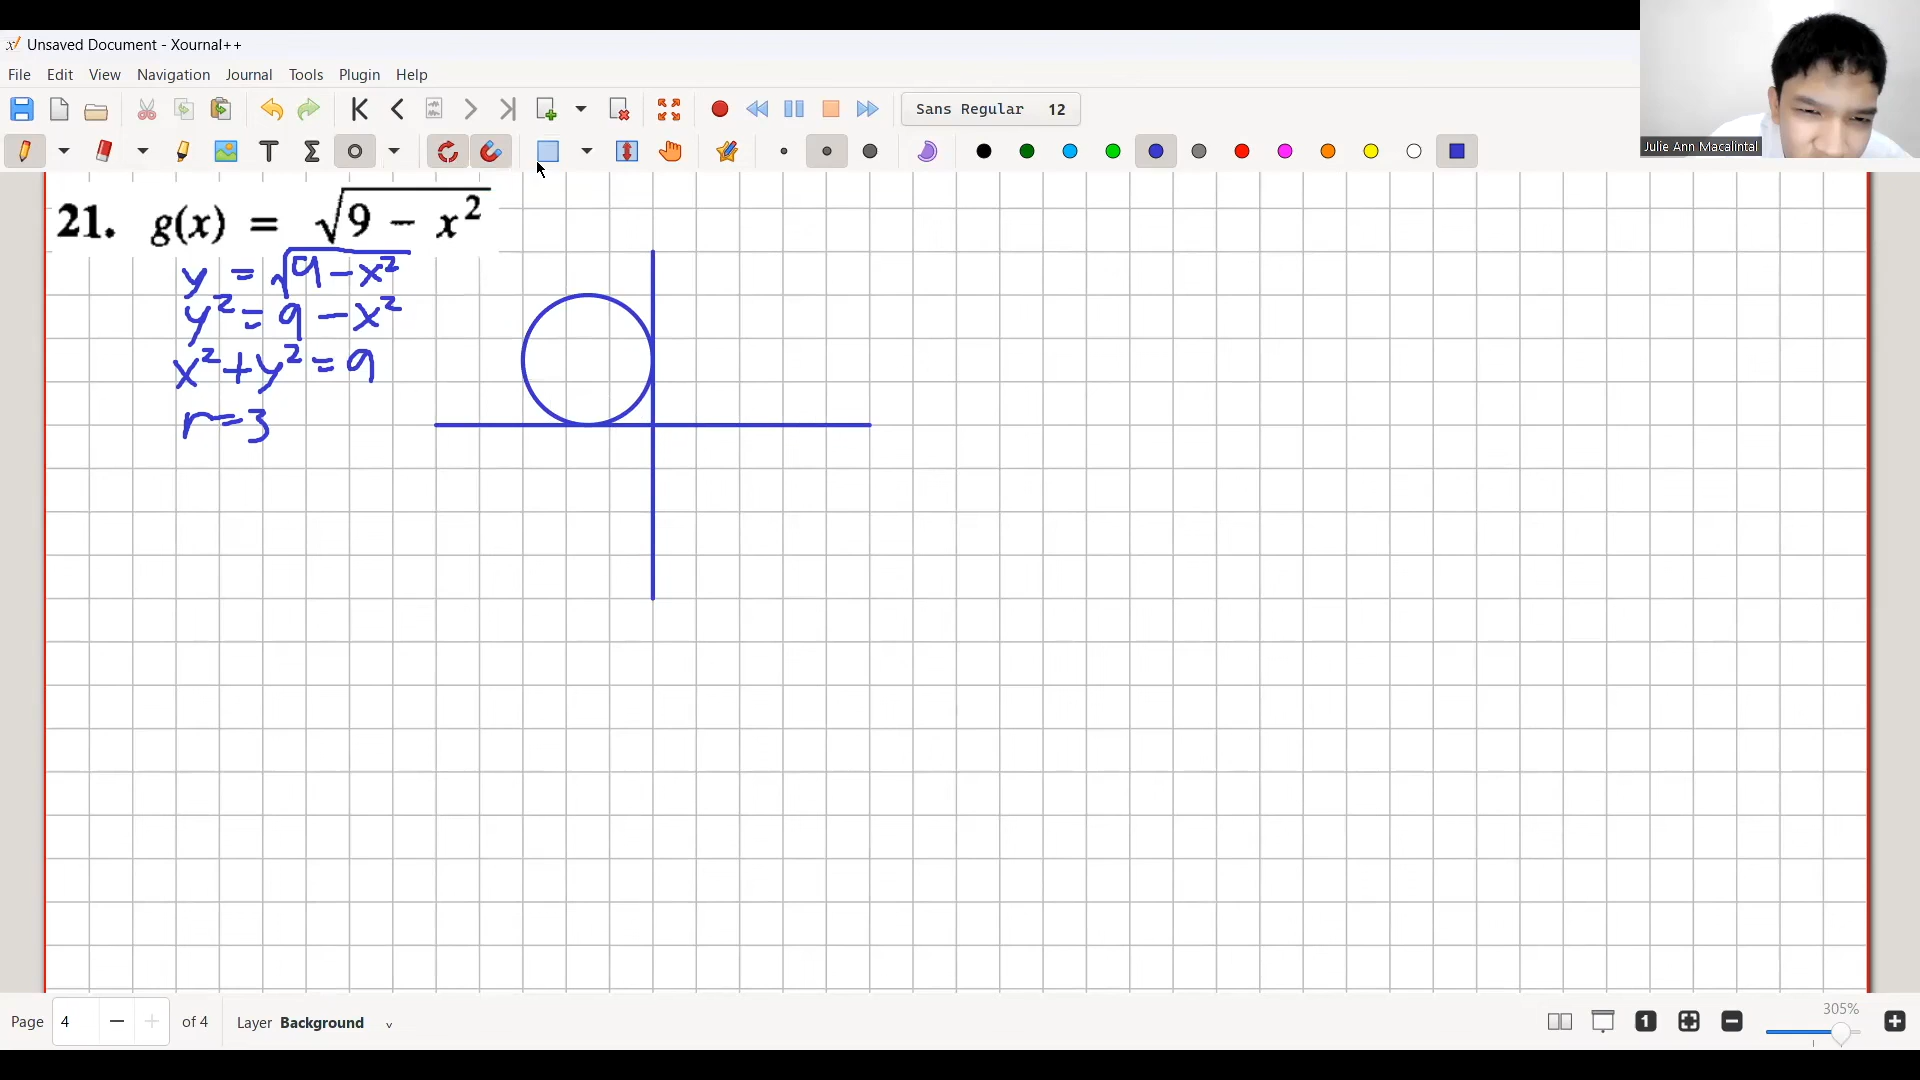 Unsaved Document - Xournal++
File Edit View Navigation Journal Tools Plugin Help
Sans Regular 12
Julie Ann Macalintal
21. g(x) = √9 − x²
y = √9 − x²
y² = 9 − x²
x² + y² = 9
r = 3
Page 4 of 4 Layer Background
305%
1